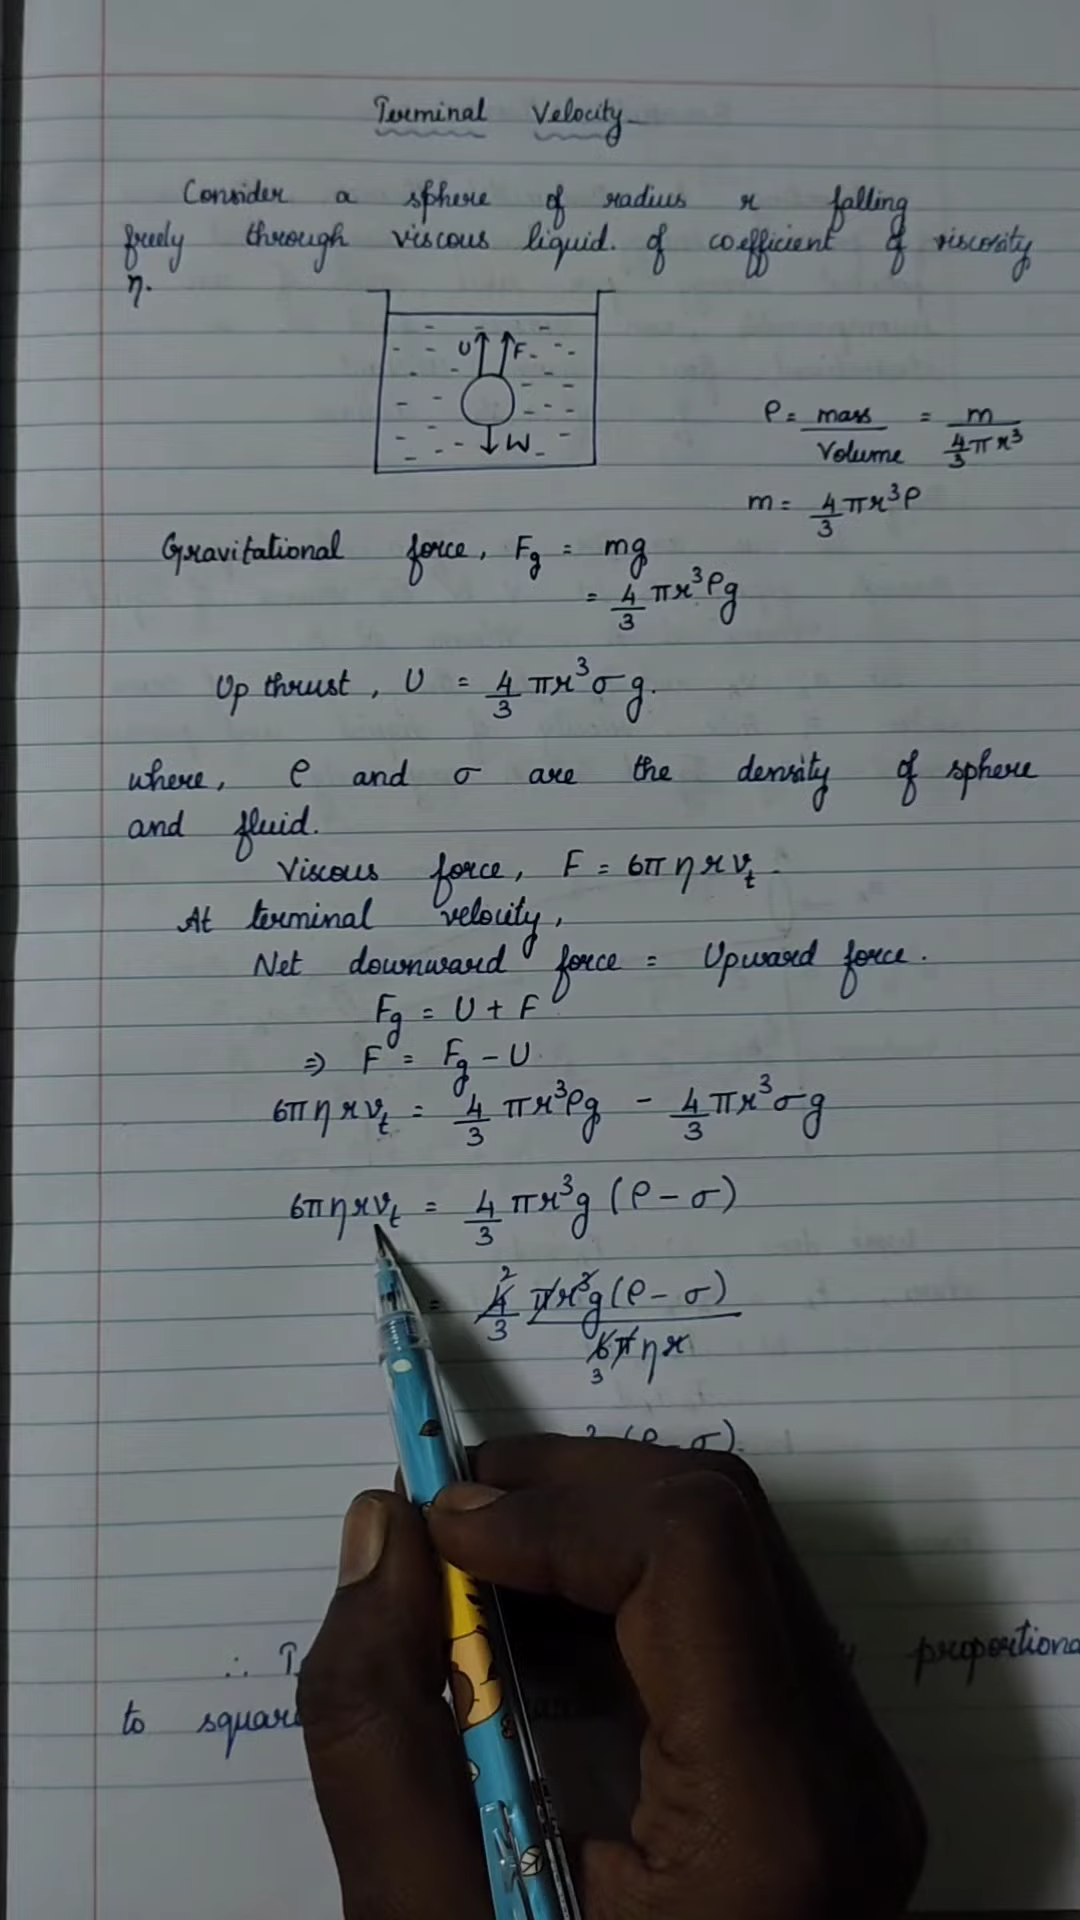 Terminal Velocity
Consider a sphere of radius r falling
freely through viscous liquid. of coefficient of viscosity
η.
U F
W
ρ = mass/Volume = m/(4/3 πr³)
m = 4/3 πr³ρ
Gravitational force, Fg = mg
= 4/3 πr³ρg
Up thrust, U = 4/3 πr³σg.
where, ρ and σ are the density of sphere
and fluid.
Viscous force, F = 6πηrvₜ.
At terminal velocity,
Net downward force = Upward force.
Fg = U + F
⇒ F = Fg - U.
6πηrvₜ = 4/3 πr³ρg - 4/3 πr³σg
6πηrvₜ = 4/3 πr³g (ρ - σ)
= 4/3 πr³g(ρ - σ)/6πηr
2 2
3
(ρ - σ).
∴ proportiona
to square